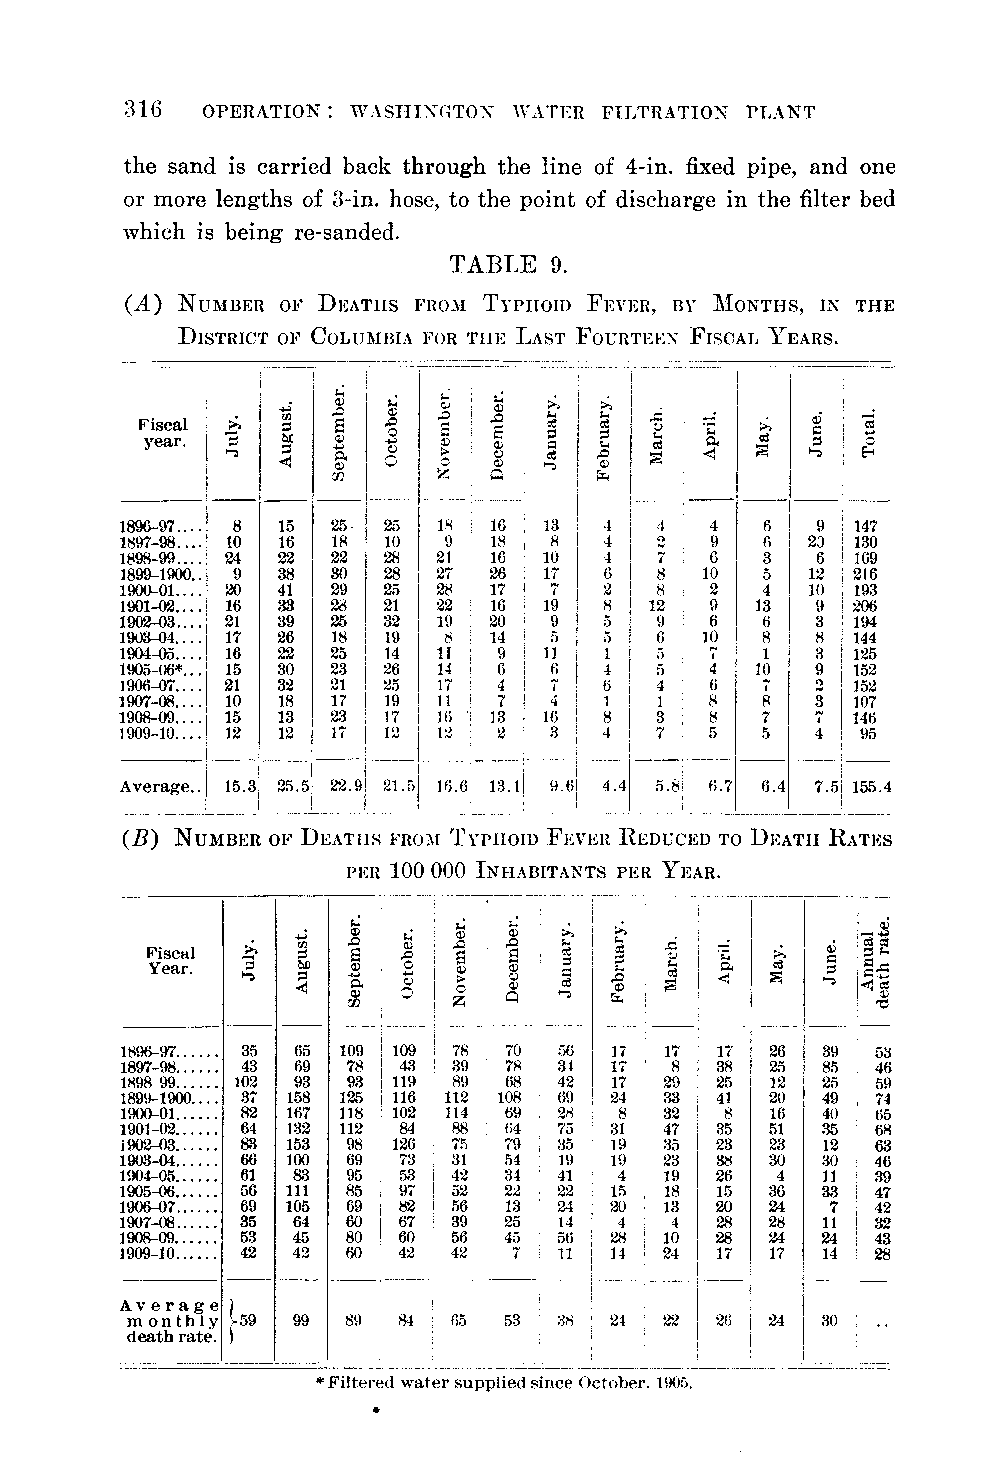 316 OPERATION: WASHINGTON WATER FILTRATION PLANT
the sand is carried back through the line of 4-in. fixed pipe, and one
or more lengths of 3-in. hose, to the point of discharge in the filter bed
which is being re-sanded.
TABLE 9.
(A) Number of Deaths from Typhoid Fever, by Months, in the
District of Columbia for the Last Fourteen Fiscal Years.
Fiscal year. July. August. September. October. November. December. January. February. March. April. May. June. Total.
1896-97.... 8 15 25 25 18 16 13 4 4 4 6 9 147
1897-98.... 10 16 18 10 9 18 8 4 2 9 6 20 130
1898-99.... 24 22 22 28 21 16 10 4 7 6 3 6 169
1899-1900.. 9 38 30 28 27 26 17 6 8 10 5 12 216
1900-01.... 20 41 29 25 28 17 7 2 8 2 4 10 193
1901-02.... 16 33 28 21 22 16 19 8 12 9 13 9 206
1902-03.... 21 39 25 32 19 20 9 5 9 6 6 3 194
1903-04.... 17 26 18 19 8 14 5 5 6 10 8 8 144
1904-05.... 16 22 25 14 11 9 11 1 5 7 1 3 125
1905-06*... 15 30 23 26 14 6 6 4 5 4 10 9 152
1906-07.... 21 32 21 25 17 4 7 6 4 6 7 2 152
1907-08.... 10 18 17 19 11 7 4 1 1 8 8 3 107
1908-09.... 15 13 23 17 16 13 16 8 3 8 7 7 146
1909-10.... 12 12 17 12 12 2 3 4 7 5 5 4 95
Average.. 15.3 25.5 22.9 21.5 16.6 13.1 9.6 4.4 5.8 6.7 6.4 7.5 155.4
(B) Number of Deaths from Typhoid Fever Reduced to Death Rates
per 100 000 Inhabitants per Year.
Fiscal Year. July. August. September. October. November. December. January. February. March. April. May. June. Annual death rate.
1896-97...... 35 65 109 109 78 70 56 17 17 17 26 39 53
1897-98...... 43 69 78 43 39 78 34 17 8 38 25 85 46
1898 99...... 102 93 93 119 89 68 42 17 29 25 12 25 59
1899-1900.... 37 158 125 116 112 108 69 24 33 41 20 49 74
1900-01...... 82 167 118 102 114 69 28 8 32 8 16 40 65
1901-02...... 64 132 112 84 88 64 75 31 47 35 51 35 68
1902-03...... 83 153 98 126 75 79 35 19 35 23 23 12 63
1903-04...... 66 100 69 73 31 54 19 19 23 38 30 30 46
1904-05...... 61 83 95 53 42 34 41 4 19 26 4 11 39
1905-06...... 56 111 85 97 52 22 22 15 18 15 36 33 47
1906-07...... 69 105 69 82 56 13 24 20 13 20 24 7 42
1907-08...... 35 64 60 67 39 25 14 4 4 28 28 11 32
1908-09...... 53 45 80 60 56 45 56 28 10 28 24 24 43
1909-10...... 42 42 60 42 42 7 11 14 24 17 17 14 28
Average
monthly 59 99 89 84 65 53 38 24 22 26 24 30 ..
death rate.
*Filtered water supplied since October. 1905.